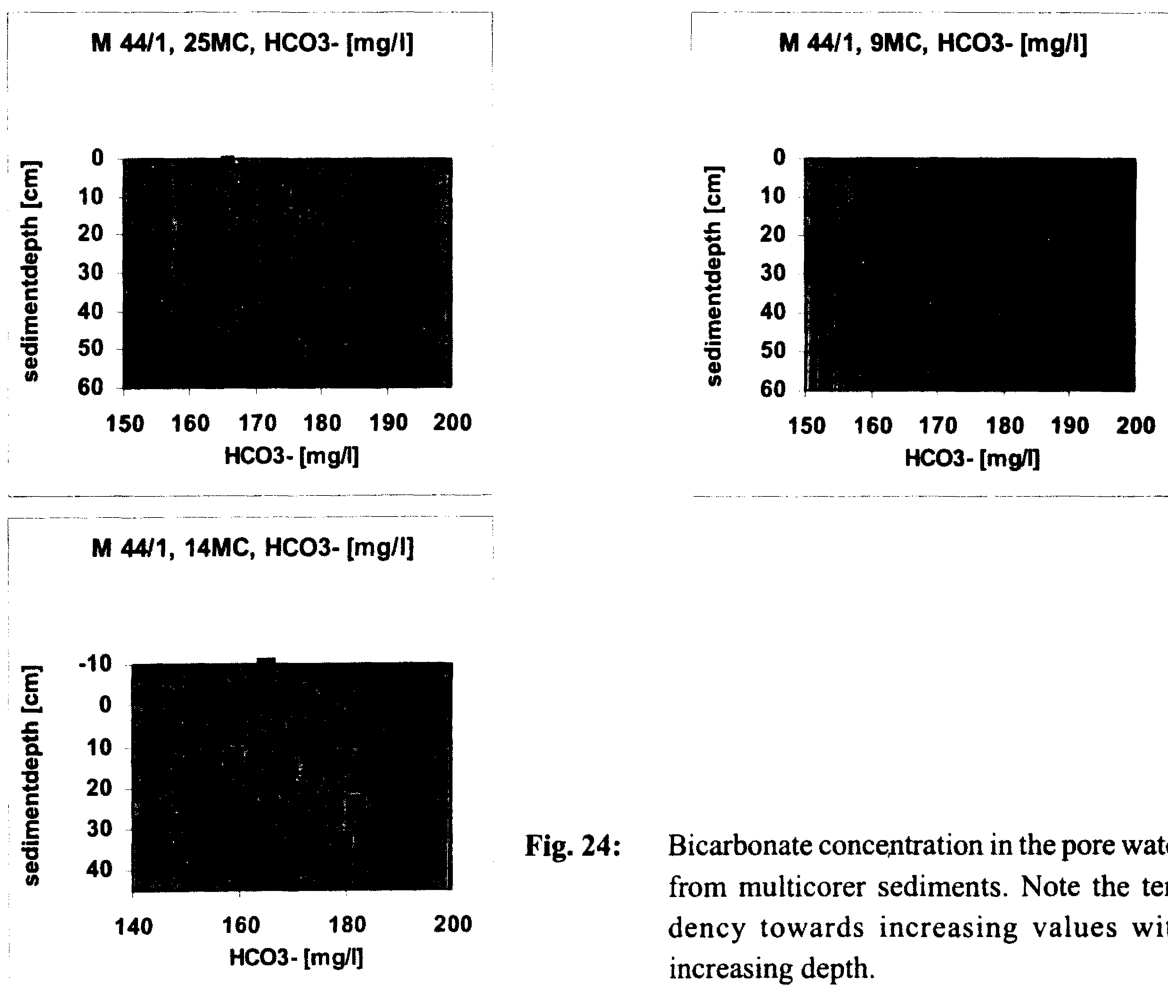 M 44/1, 25MC, HCO3- [mg/l]
sedimentdepth [cm]
0
10
20
30
40
50
60
150 160 170 180 190 200
HCO3- [mg/l]
M 44/1, 9MC, HCO3- [mg/l]
sedimentdepth [cm]
0
10
20
30
40
50
60
150 160 170 180 190 200
HCO3- [mg/l]
M 44/1, 14MC, HCO3- [mg/l]
sedimentdepth [cm]
-10
0
10
20
30
40
140 160 180 200
HCO3- [mg/l]
Fig. 24: Bicarbonate concentration in the pore wate
from multicorer sediments. Note the ten
dency towards increasing values wit
increasing depth.